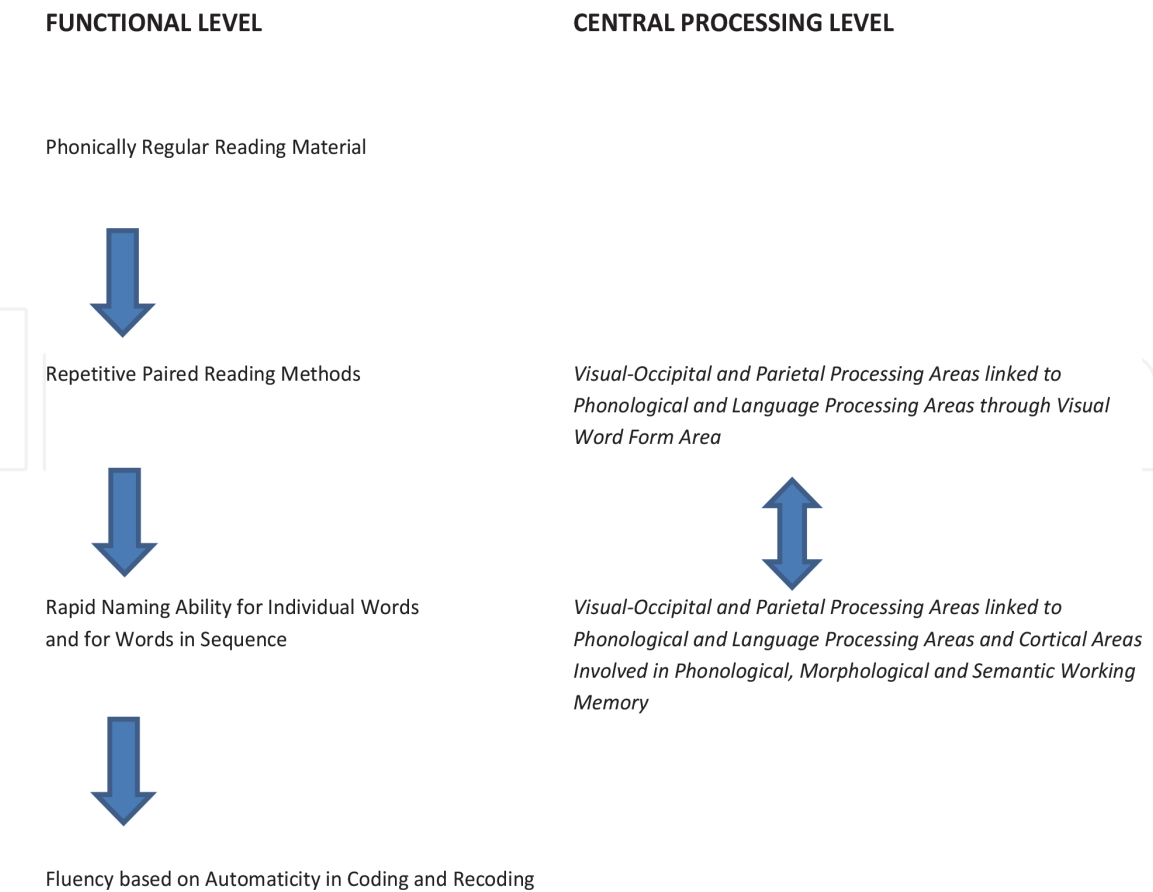 FUNCTIONAL LEVEL
CENTRAL PROCESSING LEVEL
Phonically Regular Reading Material
Repetitive Paired Reading Methods
Visual-Occipital and Parietal Processing Areas linked to
Phonological and Language Processing Areas through Visual
Word Form Area
Rapid Naming Ability for Individual Words
and for Words in Sequence
Visual-Occipital and Parietal Processing Areas linked to
Phonological and Language Processing Areas and Cortical Areas
Involved in Phonological, Morphological and Semantic Working
Memory
Fluency based on Automaticity in Coding and Recoding